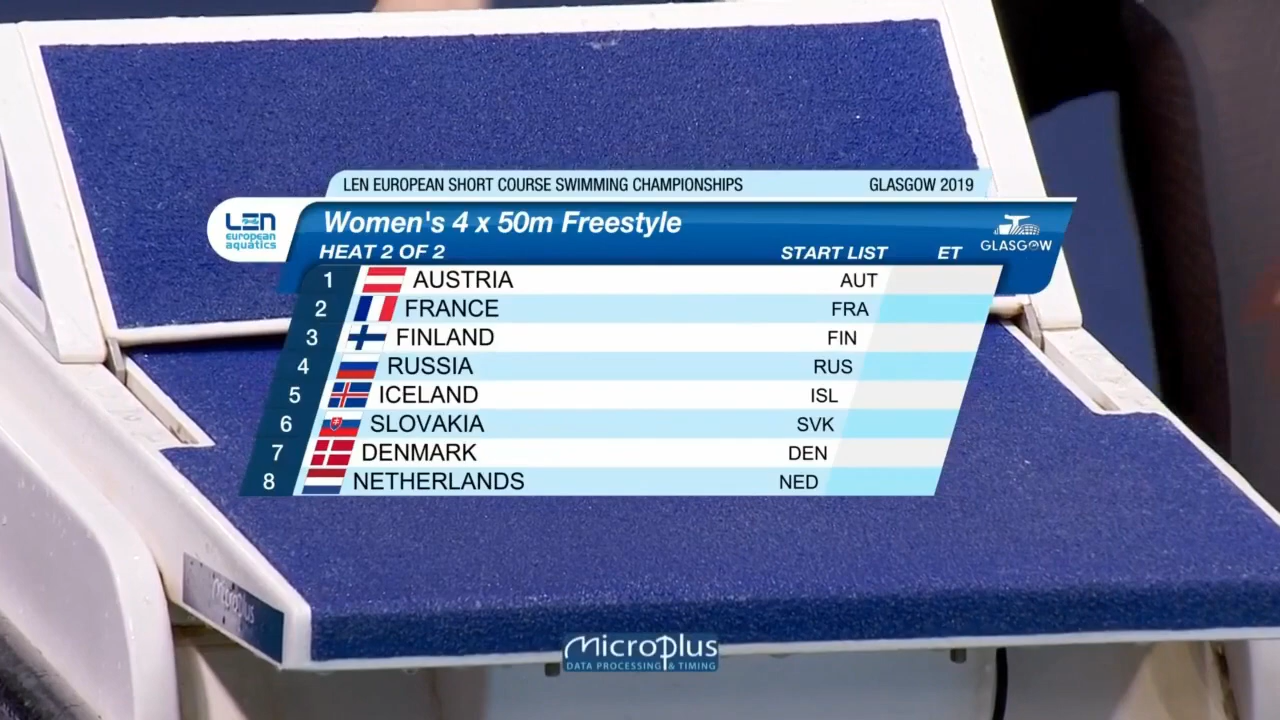 LEN EUROPEAN SHORT COURSE SWIMMING CHAMPIONSHIPS GLASGOW 2019
LEN
european
aquatics
Women's 4 x 50m Freestyle
GLASGOW
HEAT 2 OF 2 START LIST ET
1 AUSTRIA AUT
2 FRANCE FRA
3 FINLAND FIN
4 RUSSIA RUS
5 ICELAND ISL
6 SLOVAKIA SVK
7 DENMARK DEN
8 NETHERLANDS NED
microplus
microplus
DATA PROCESSING & TIMING